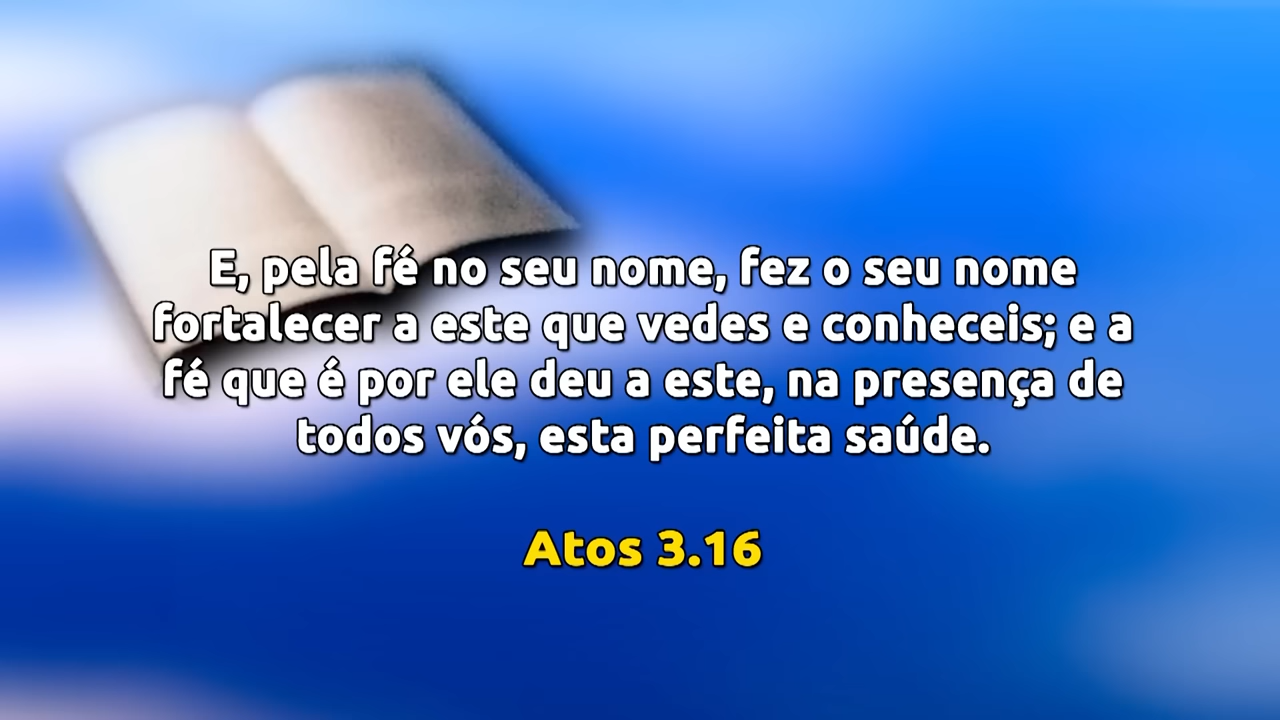 E, pela fé no seu nome, fez o seu nome
fortalecer a este que vedes e conheceis; e a
fé que é por ele deu a este, na presença de
todos vós, esta perfeita saúde.
Atos 3.16